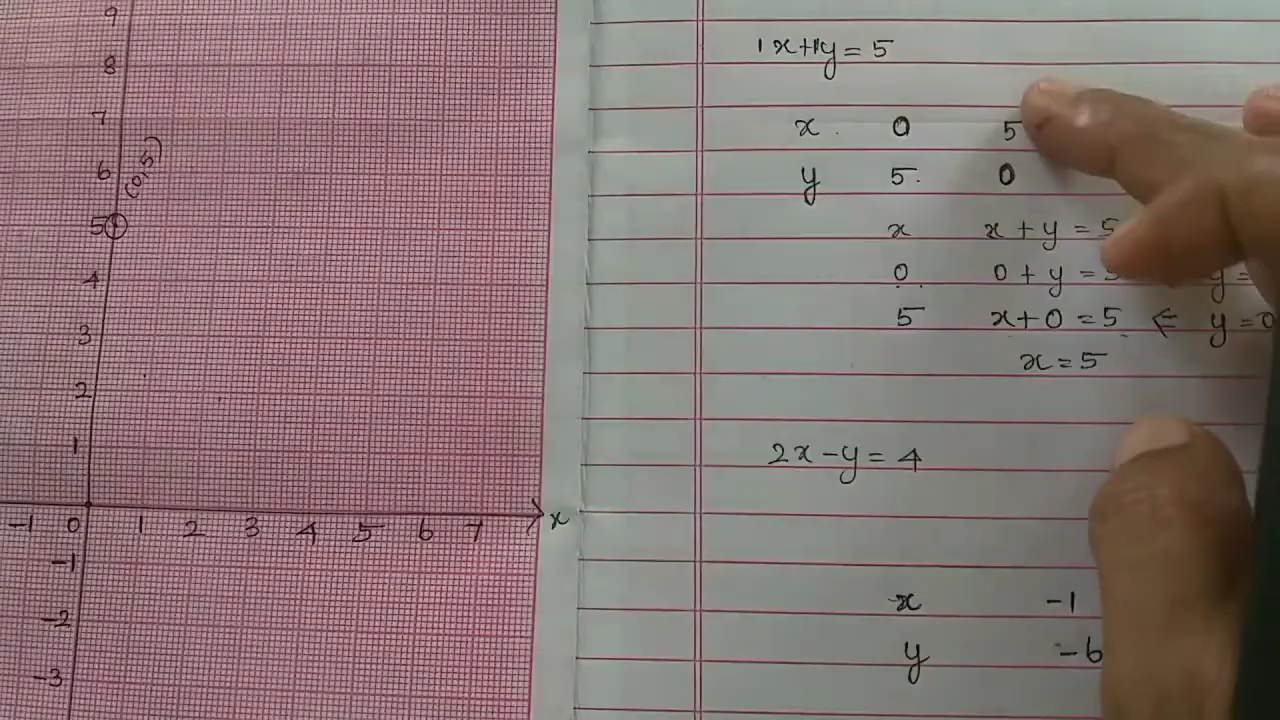 9
8
7
6
(0,5)
5
4
3
2
1
-1 0 1 2 3 4 5 6 7 x
-1
-2
-3
1x+1y = 5
x 0 5
y 5 0
x x + y = 5
0 0 + y = 5 y =
5 x + 0 = 5 ⇐ y = 0
x = 5
2x - y = 4
x -1
y -6